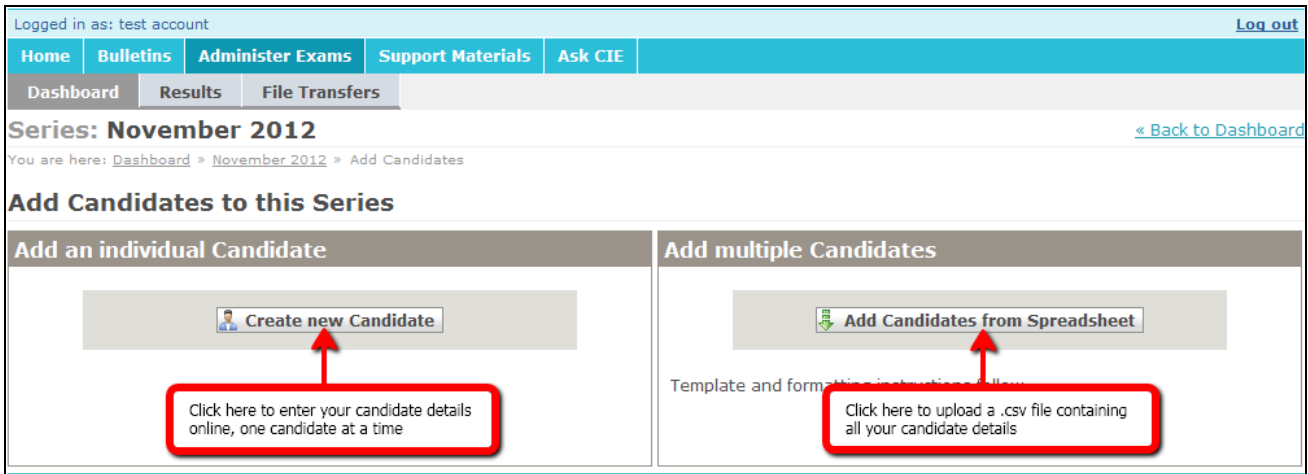 Logged in as: test account Log out
Home Bulletins Administer Exams Support Materials Ask CIE
Dashboard Results File Transfers
Series: November 2012 « Back to Dashboard
You are here: Dashboard » November 2012 » Add Candidates
Add Candidates to this Series
Add an individual Candidate
Create new Candidate
Click here to enter your candidate details
online, one candidate at a time
Add multiple Candidates
Add Candidates from Spreadsheet
Template and formatting instructions follow
Click here to upload a .csv file containing
all your candidate details